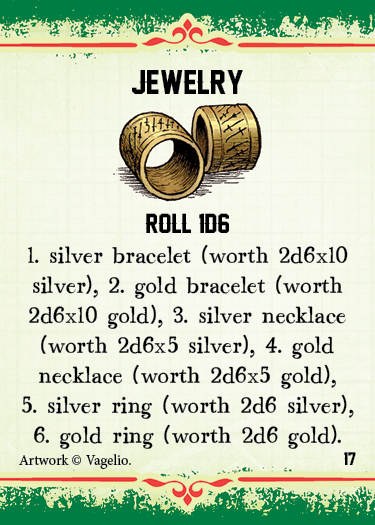 JEWELRY
ROLL 1D6
1. silver bracelet (worth 2d6x10
silver), 2. gold bracelet (worth
2d6x10 gold), 3. silver necklace
(worth 2d6x5 silver), 4. gold
necklace (worth 2d6x5 gold),
5. silver ring (worth 2d6 silver),
6. gold ring (worth 2d6 gold).
Artwork © Vagelio. 17